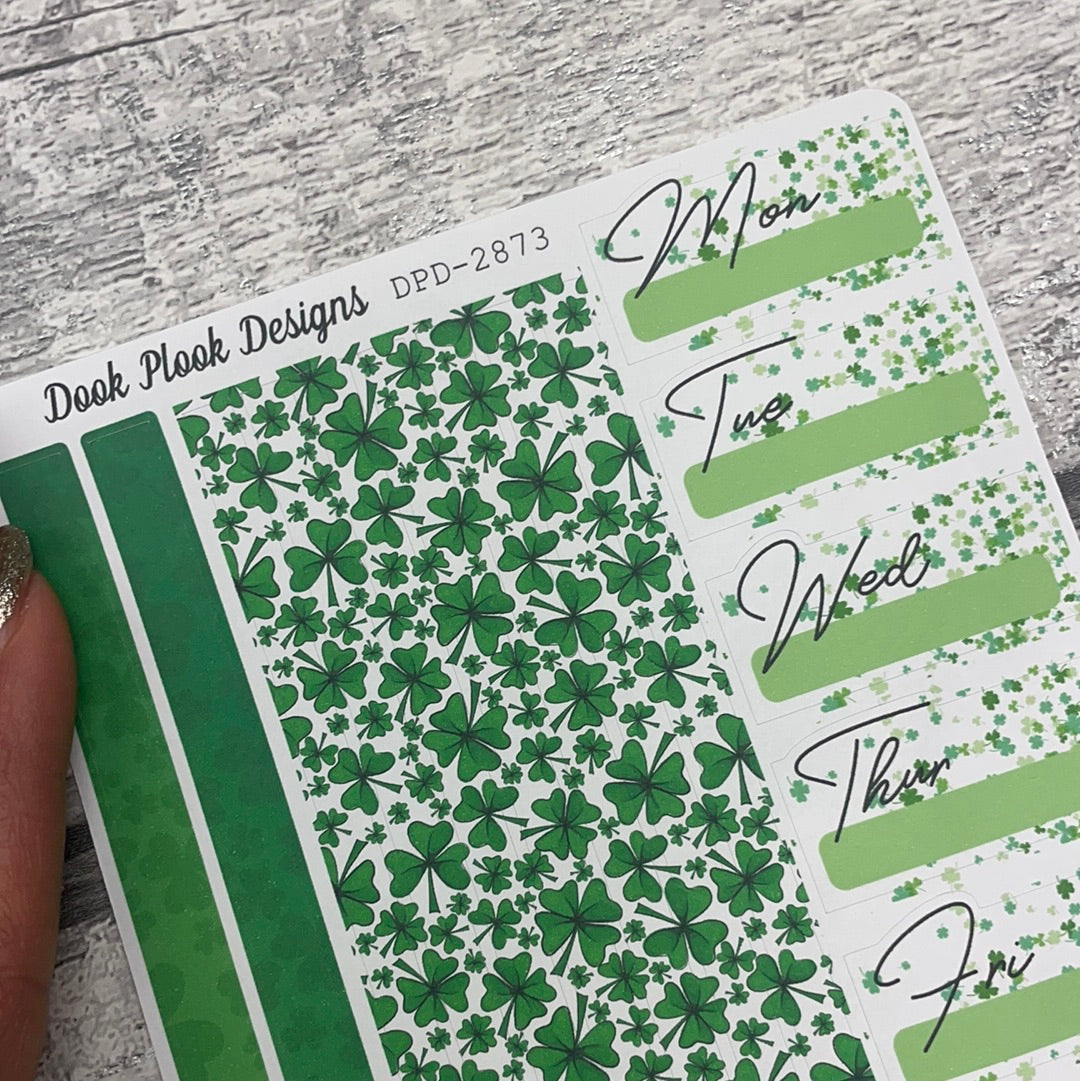 Dook Plook Designs DPD-2873
Mon
Tue
Wed
Thur
Fri